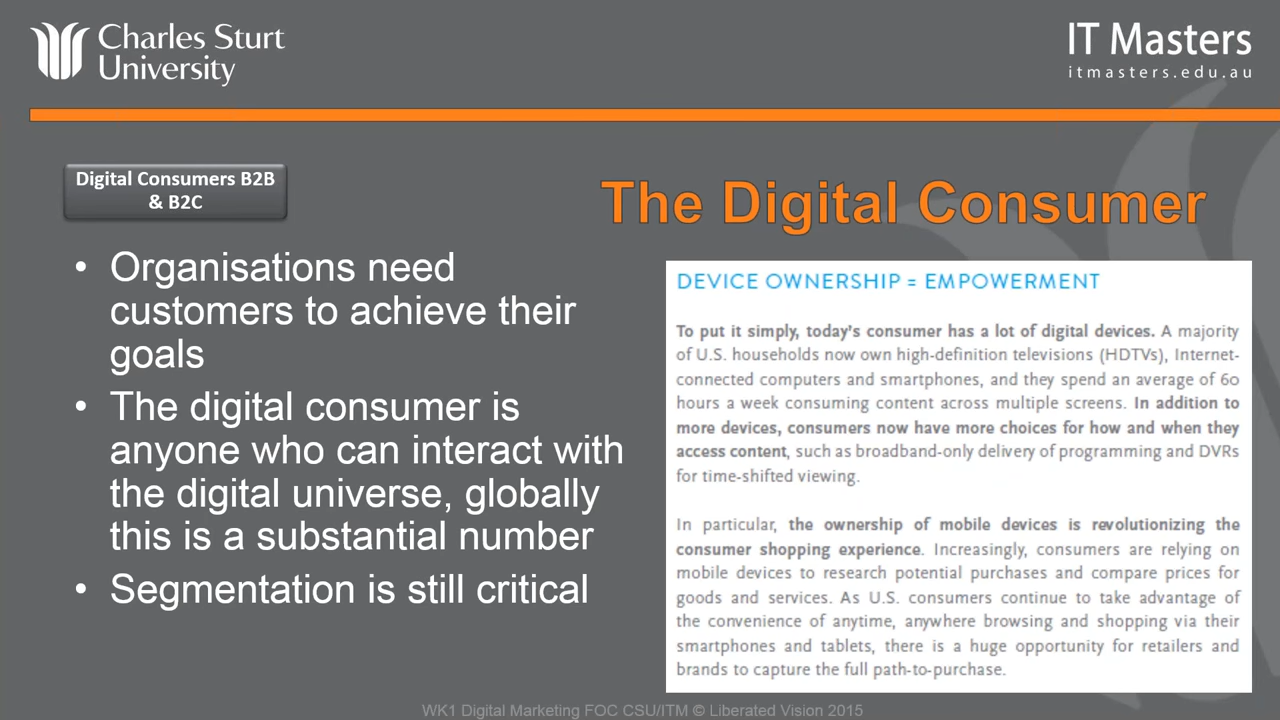 Charles Sturt
University
IT Masters
itmasters.edu.au
Digital Consumers B2B
& B2C
The Digital Consumer
• Organisations need
customers to achieve their
goals
• The digital consumer is
anyone who can interact with
the digital universe, globally
this is a substantial number
• Segmentation is still critical
DEVICE OWNERSHIP = EMPOWERMENT
To put it simply, today's consumer has a lot of digital devices. A majority
of U.S. households now own high-definition televisions (HDTVs), Internet-
connected computers and smartphones, and they spend an average of 60
hours a week consuming content across multiple screens. In addition to
more devices, consumers now have more choices for how and when they
access content, such as broadband-only delivery of programming and DVRs
for time-shifted viewing.
In particular, the ownership of mobile devices is revolutionizing the
consumer shopping experience. Increasingly, consumers are relying on
mobile devices to research potential purchases and compare prices for
goods and services. As U.S. consumers continue to take advantage of
the convenience of anytime, anywhere browsing and shopping via their
smartphones and tablets, there is a huge opportunity for retailers and
brands to capture the full path-to-purchase.
WK1 Digital Marketing FOC CSU/ITM © Liberated Vision 2015